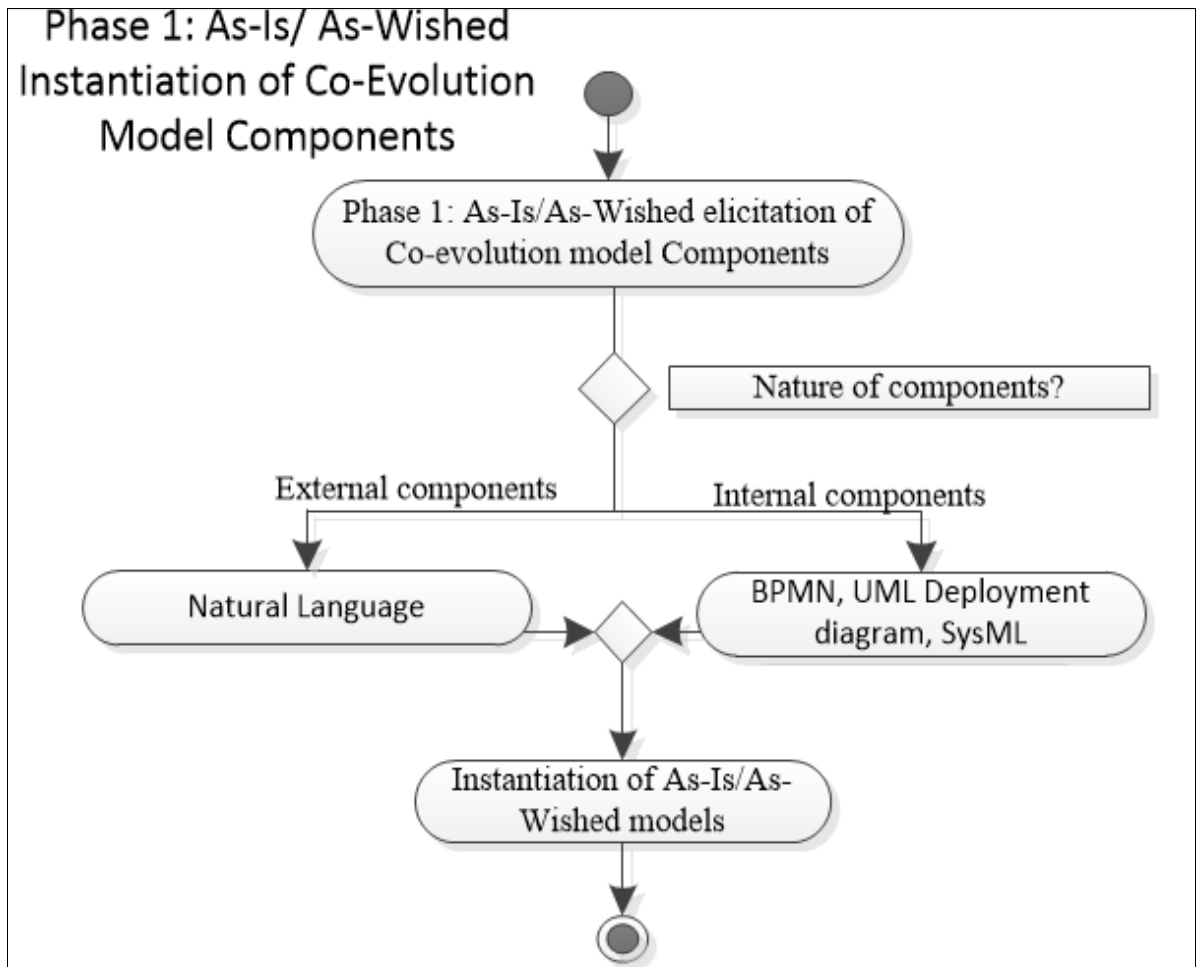 Phase 1: As-Is/ As-Wished
Instantiation of Co-Evolution
Model Components
Phase 1: As-Is/As-Wished elicitation of
Co-evolution model Components
Nature of components?
External components
Internal components
Natural Language
BPMN, UML Deployment
diagram, SysML
Instantiation of As-Is/As-
Wished models